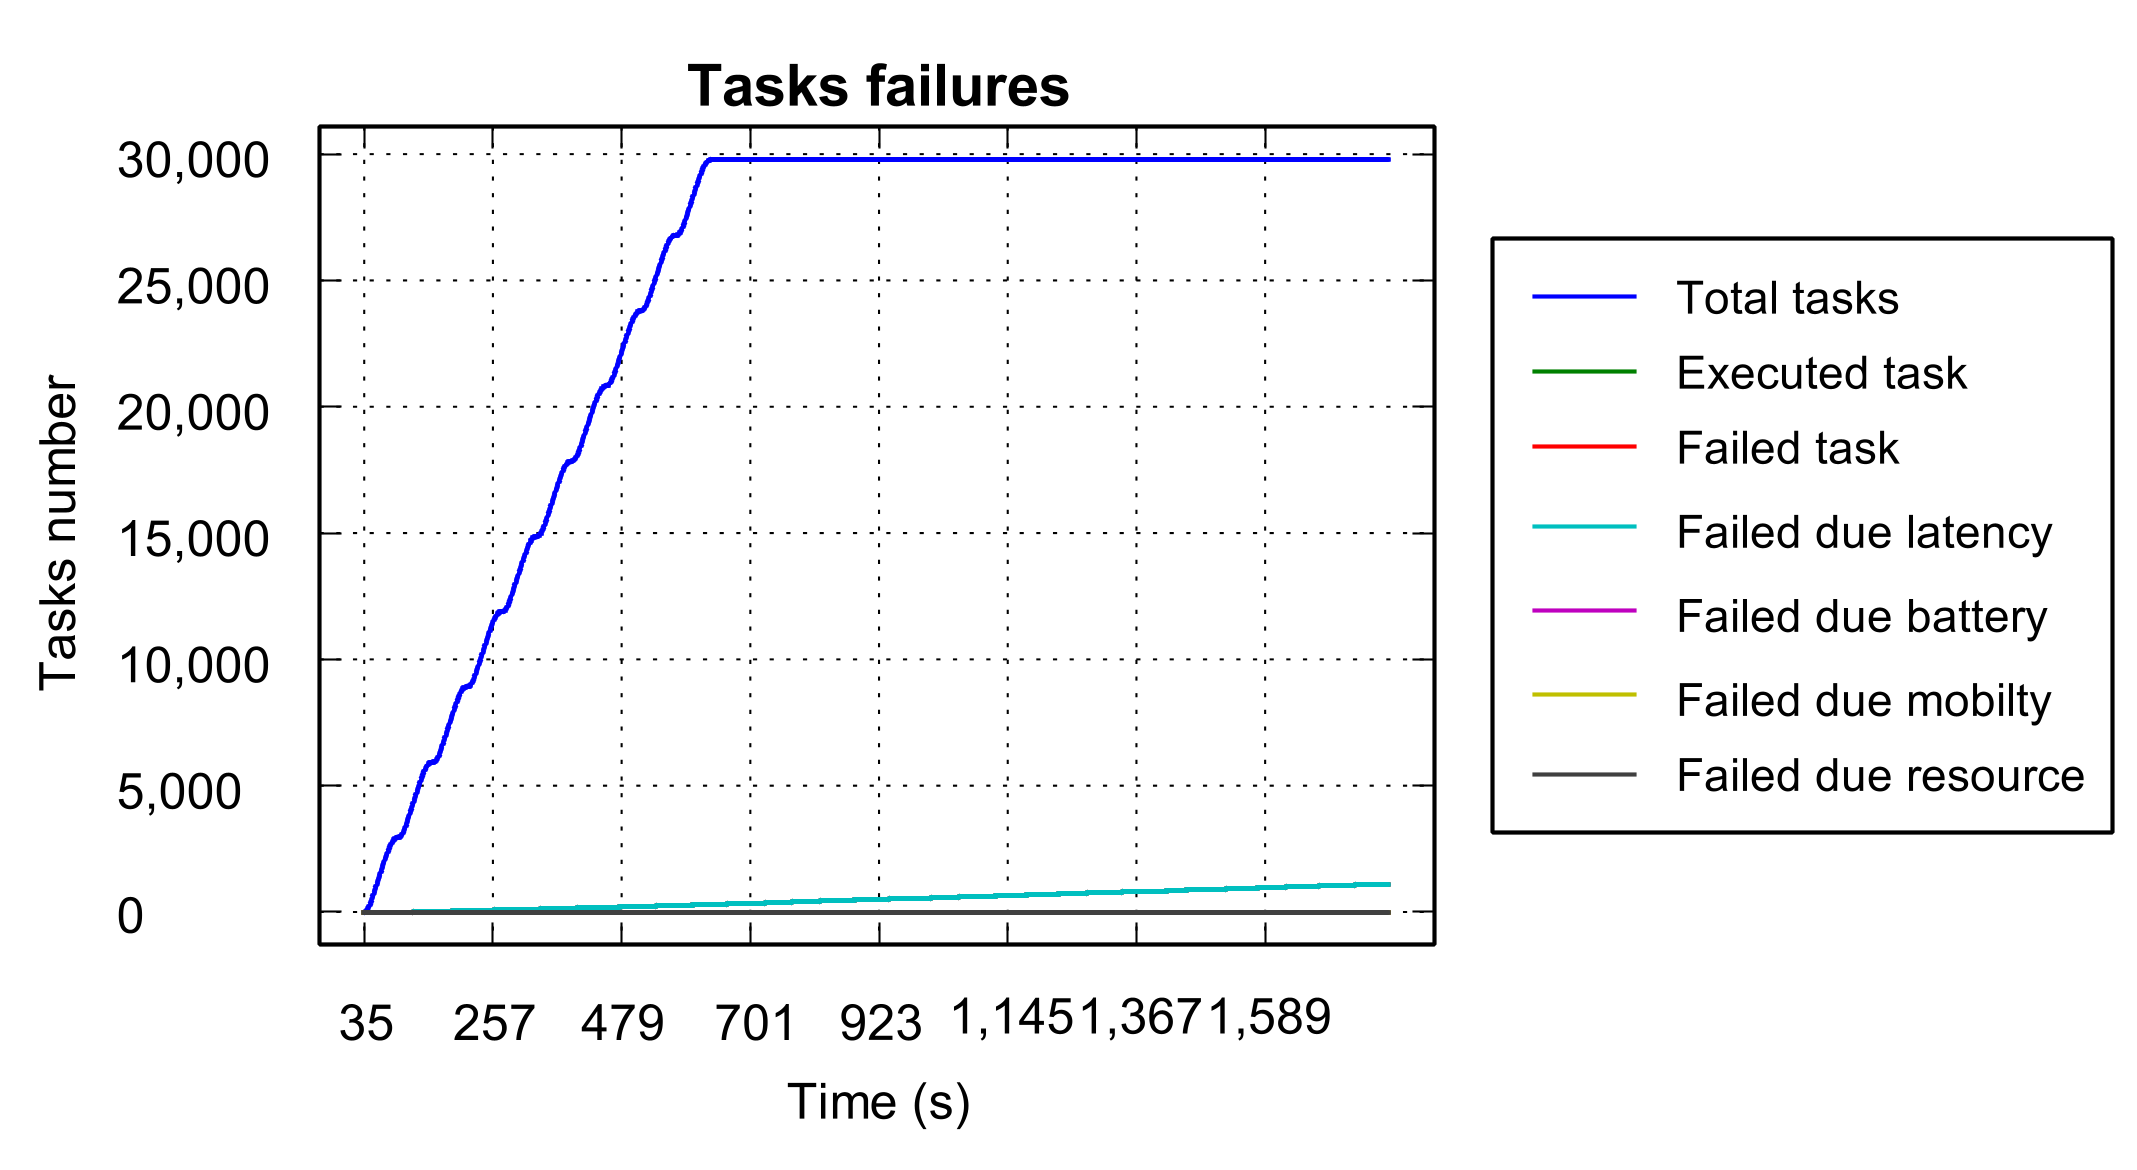 Tasks failures
30,000
25,000
20,000
15,000
10,000
5,000
0
Tasks number
35 257 479 701 923 1,145 1,367 1,589
Time (s)
Total tasks
Executed task
Failed task
Failed due latency
Failed due battery
Failed due mobilty
Failed due resource